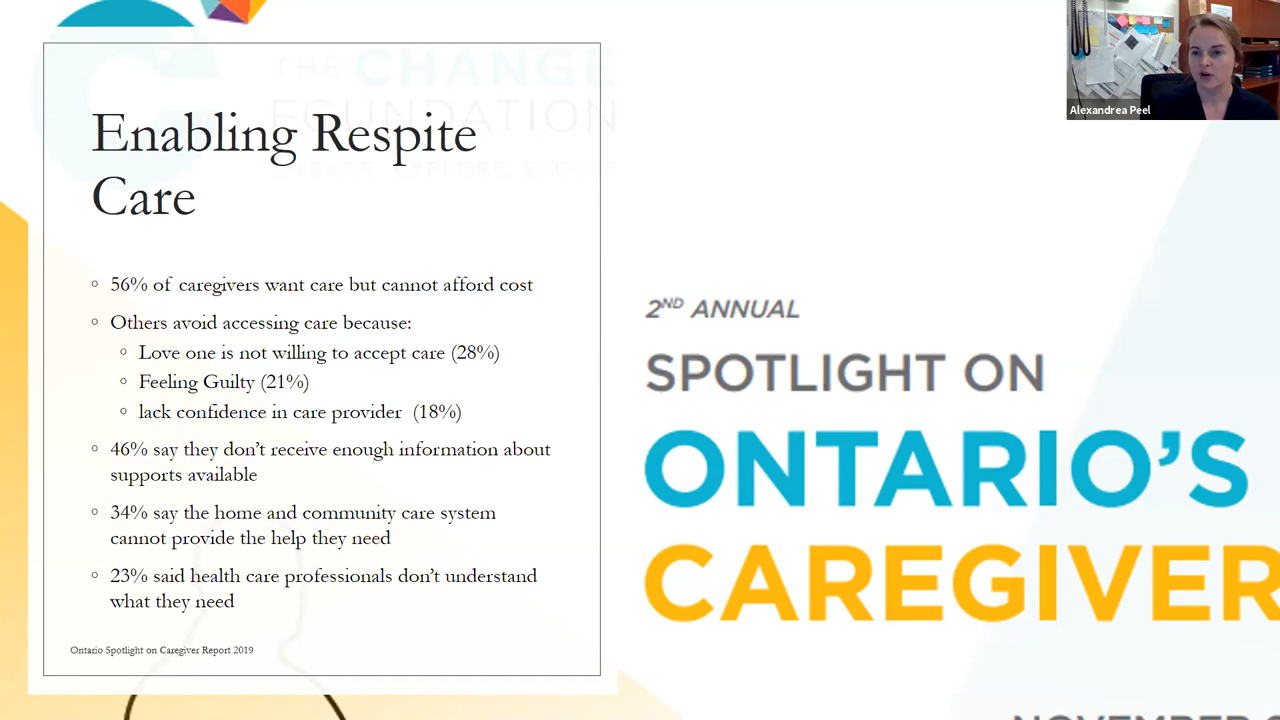 THE CHANGE
FOUNDATION
Enabling Respite
Care
◦ 56% of caregivers want care but cannot afford cost
◦ Others avoid accessing care because:
◦ Love one is not willing to accept care (28%)
◦ Feeling Guilty (21%)
◦ lack confidence in care provider (18%)
◦ 46% say they don’t receive enough information about
supports available
◦ 34% say the home and community care system
cannot provide the help they need
◦ 23% said health care professionals don’t understand
what they need
Ontario Spotlight on Caregiver Report 2019
2ND ANNUAL
SPOTLIGHT ON
ONTARIO’S
CAREGIVER
Alexandrea Peel